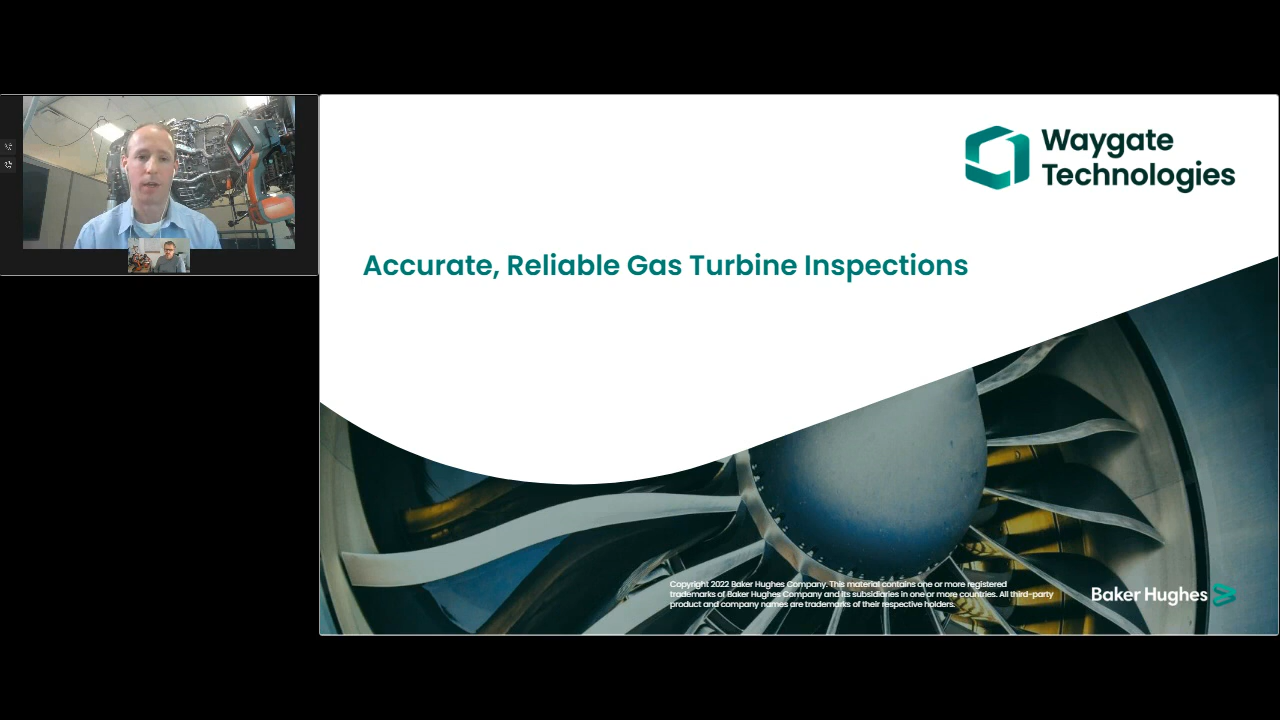 Waygate
Technologies
Accurate, Reliable Gas Turbine Inspections
Copyright 2022 Baker Hughes Company. This material contains one or more registered
trademarks of Baker Hughes Company and its subsidiaries in one or more countries. All third-party
product and company names are trademarks of their respective holders.
Baker Hughes